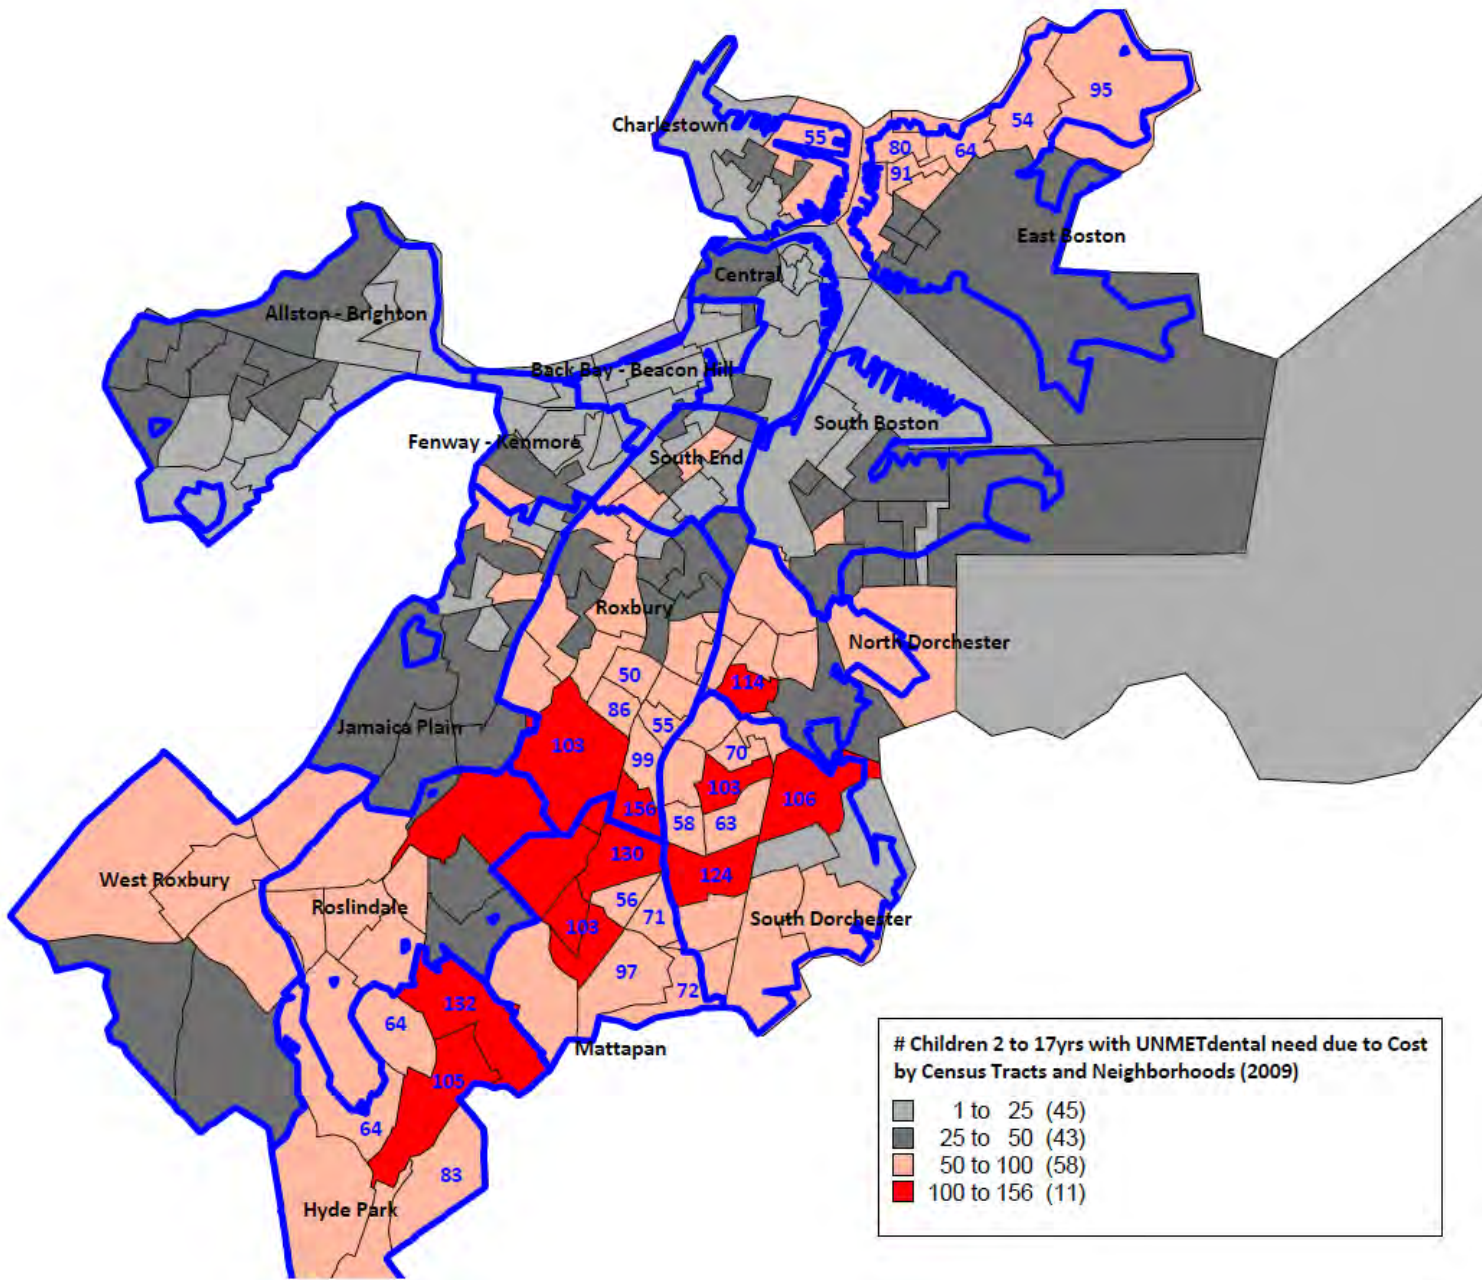 95
54
Charlestown
55
80
64
91
East Boston
Central
Allston - Brighton
Back Bay - Beacon Hill
South Boston
Fenway - Kenmore
South End
Roxbury
North Dorchester
50
114
86
55
Jamaica Plain
103
70
99
103
106
156
58
63
130
124
West Roxbury
56
Roslindale
71
South Dorchester
103
97
72
132
64
Mattapan
105
64
83
Hyde Park
# Children 2 to 17yrs with UNMETdental need due to Cost
by Census Tracts and Neighborhoods (2009)
1 to 25 (45)
25 to 50 (43)
50 to 100 (58)
100 to 156 (11)